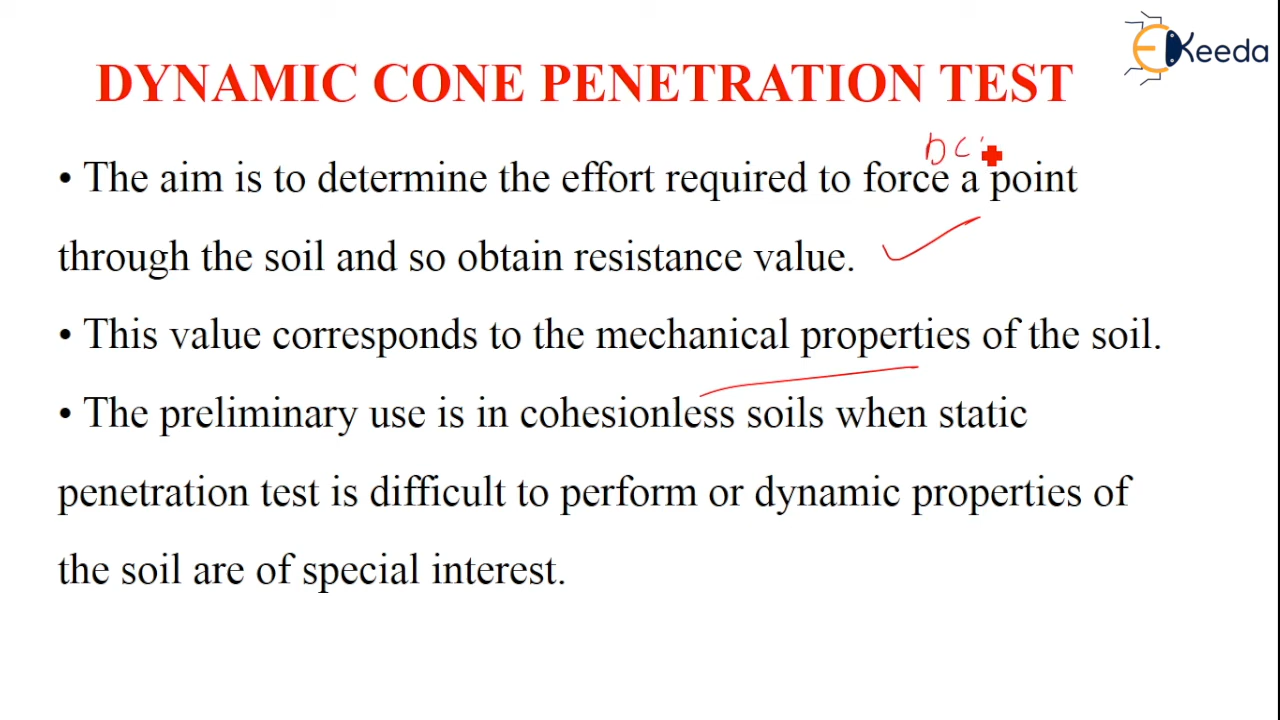 EKeeda
DYNAMIC CONE PENETRATION TEST
DC
• The aim is to determine the effort required to force a point
through the soil and so obtain resistance value.
• This value corresponds to the mechanical properties of the soil.
• The preliminary use is in cohesionless soils when static
penetration test is difficult to perform or dynamic properties of
the soil are of special interest.